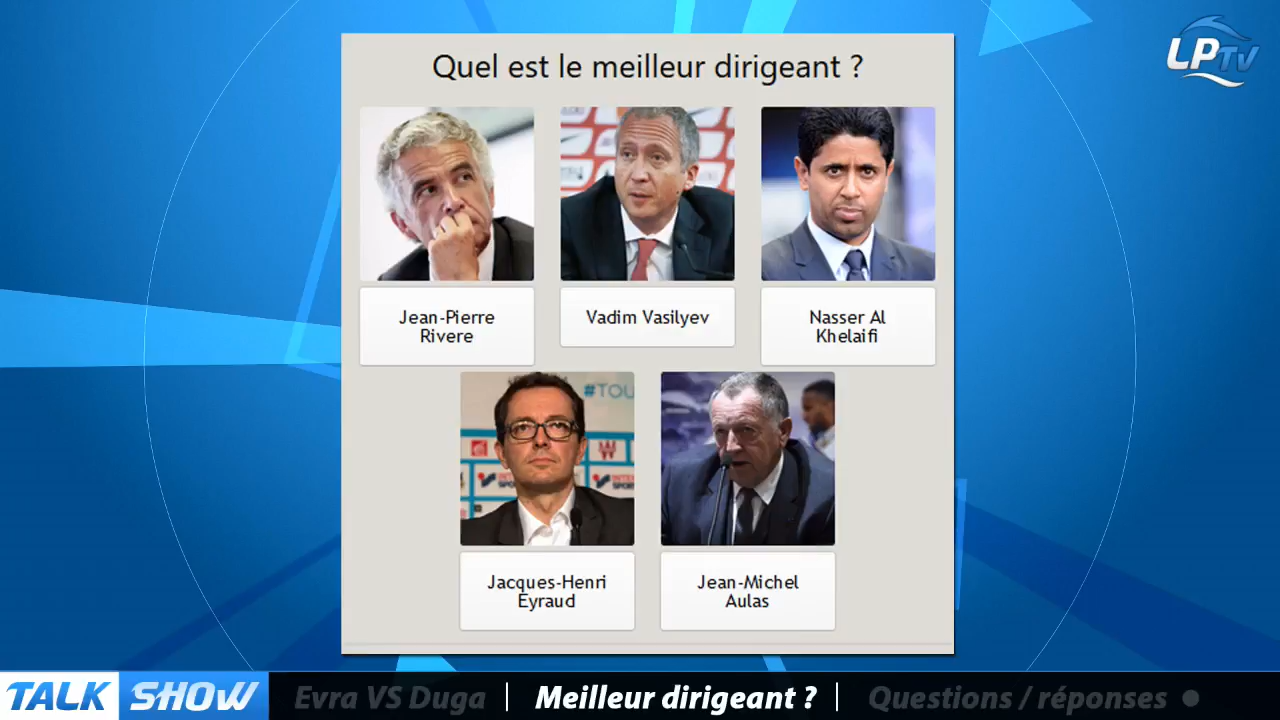 LPTV
Quel est le meilleur dirigeant ?
Jean-Pierre
Rivere
Vadim Vasilyev
Nasser Al
Khelaifi
#TOU
Jacques-Henri
Eyraud
Jean-Michel
Aulas
TALK SHOW
Evra VS Duga | Meilleur dirigeant ? | Questions / réponses